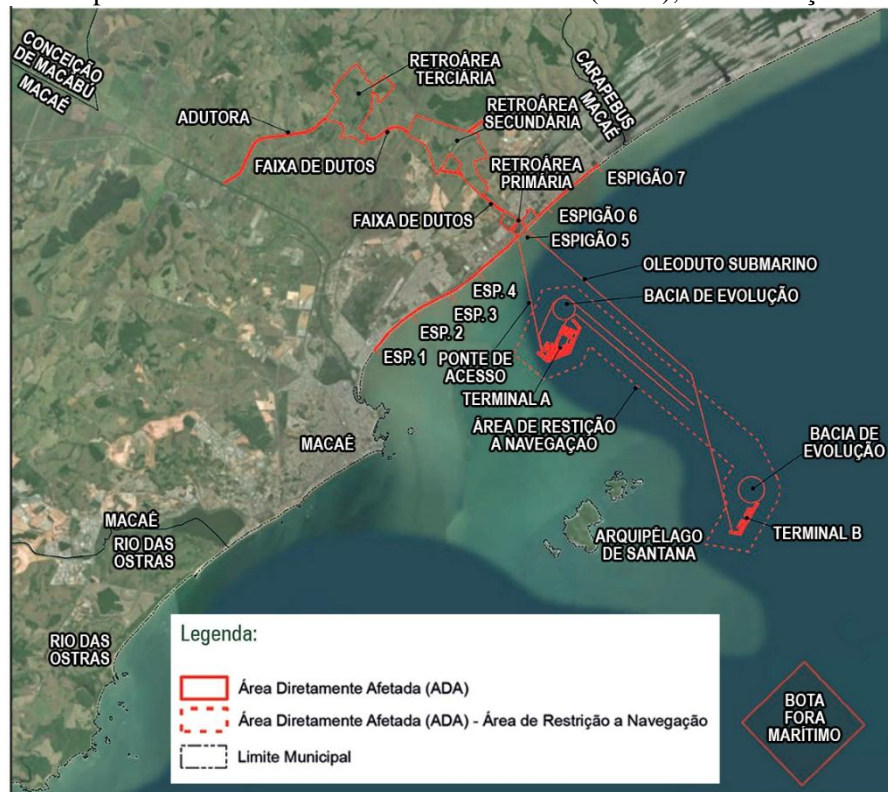 CONCEIÇÃO
DE MACABÚ
MACAÉ
RETROÁREA
TERCIÁRIA
CARAPEBUS
MACAÉ
ADUTORA
RETROÁREA
SECUNDÁRIA
FAIXA DE DUTOS
RETROÁREA
PRIMÁRIA
ESPIGÃO 7
FAIXA DE DUTOS
ESPIGÃO 6
ESPIGÃO 5
OLEODUTO SUBMARINO
ESP. 4
BACIA DE EVOLUÇÃO
ESP. 3
ESP. 2
ESP. 1
PONTE DE
ACESSO
TERMINAL A
ÁREA DE RESTIÇÃO
A NAVEGAÇÃO
MACAÉ
BACIA DE
EVOLUÇÃO
MACAÉ
RIO DAS
OSTRAS
ARQUIPÉLAGO
DE SANTANA
TERMINAL B
RIO DAS
OSTRAS
Legenda:
Área Diretamente Afetada (ADA)
Área Diretamente Afetada (ADA) - Área de Restrição a Navegação
Limite Municipal
BOTA
FORA
MARÍTIMO